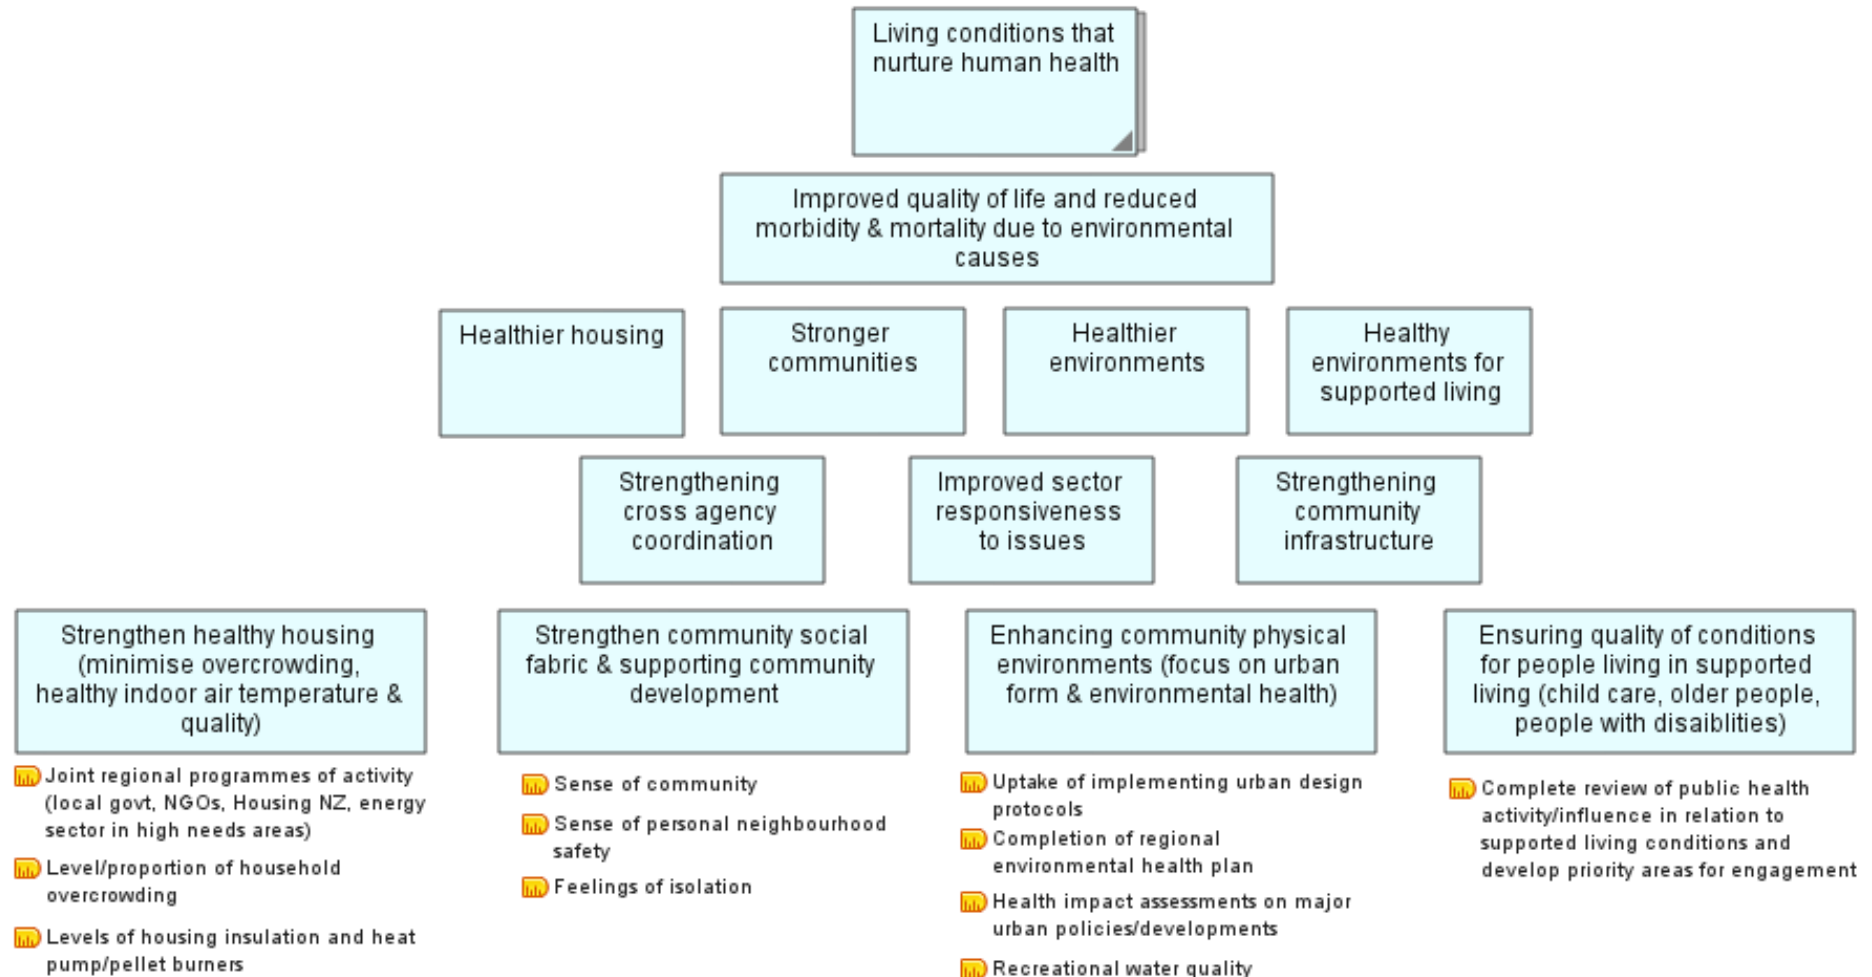 Living conditions that
nurture human health
Improved quality of life and reduced
morbidity & mortality due to environmental
causes
Healthier housing
Stronger
communities
Healthier
environments
Healthy
environments for
supported living
Strengthening
cross agency
coordination
Improved sector
responsiveness
to issues
Strengthening
community
infrastructure
Strengthen healthy housing
(minimise overcrowding,
healthy indoor air temperature &
quality)
Strengthen community social
fabric & supporting community
development
Enhancing community physical
environments (focus on urban
form & environmental health)
Ensuring quality of conditions
for people living in supported
living (child care, older people,
people with disaiblities)
Joint regional programmes of activity
(local govt, NGOs, Housing NZ, energy
sector in high needs areas)
Level/proportion of household
overcrowding
Levels of housing insulation and heat
pump/pellet burners
Sense of community
Sense of personal neighbourhood
safety
Feelings of isolation
Uptake of implementing urban design
protocols
Completion of regional
environmental health plan
Health impact assessments on major
urban policies/developments
Recreational water quality
Complete review of public health
activity/influence in relation to
supported living conditions and
develop priority areas for engagement